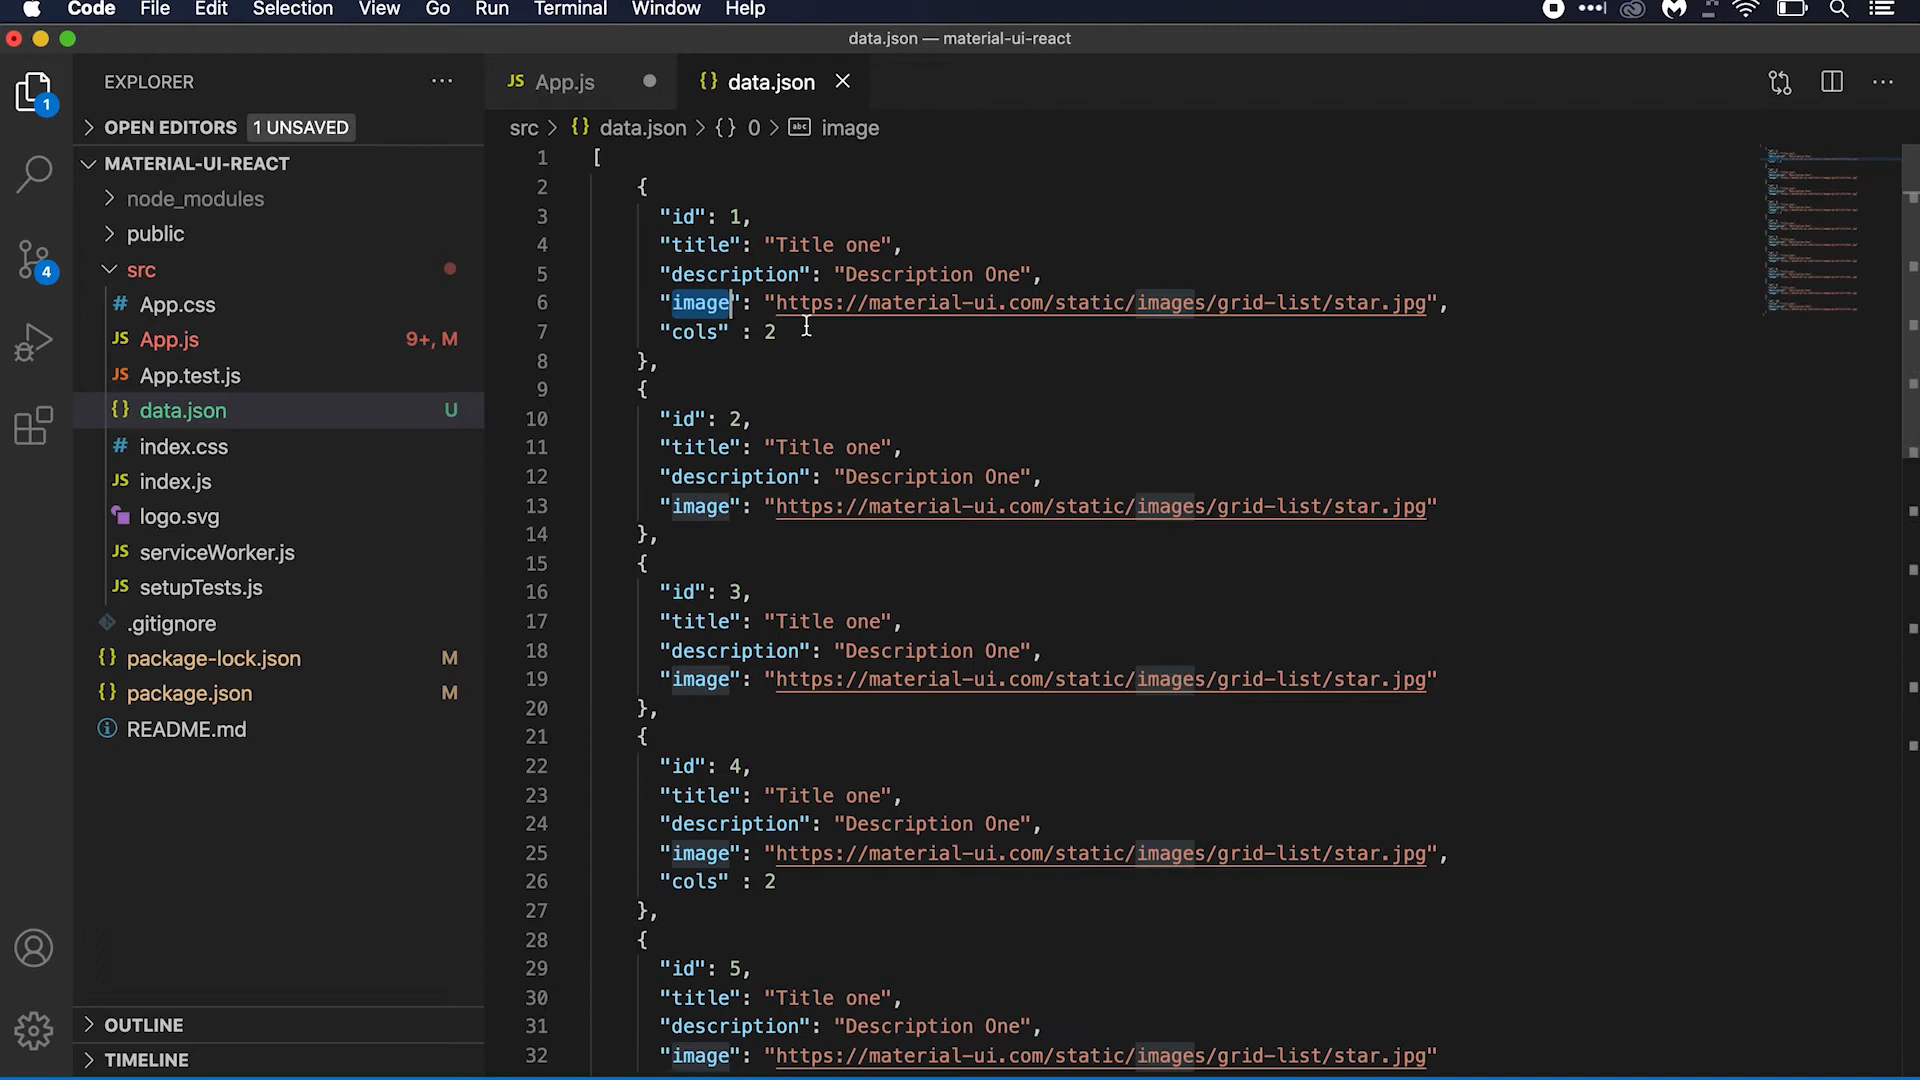 Code File Edit Selection View Go Run Terminal Window Help
data.json — material-ui-react
EXPLORER
JS App.js
{} data.json
1
OPEN EDITORS 1 UNSAVED
src > {} data.json > {} 0 > abc image
MATERIAL-UI-REACT
node_modules
public
src
# App.css
JS App.js 9+, M
JS App.test.js
{} data.json U
# index.css
JS index.js
logo.svg
JS serviceWorker.js
JS setupTests.js
.gitignore
{} package-lock.json M
{} package.json M
README.md
4
OUTLINE
TIMELINE
1 [
2 {
3 "id": 1,
4 "title": "Title one",
5 "description": "Description One",
6 "image": "https://material-ui.com/static/images/grid-list/star.jpg",
7 "cols" : 2
8 },
9 {
10 "id": 2,
11 "title": "Title one",
12 "description": "Description One",
13 "image": "https://material-ui.com/static/images/grid-list/star.jpg"
14 },
15 {
16 "id": 3,
17 "title": "Title one",
18 "description": "Description One",
19 "image": "https://material-ui.com/static/images/grid-list/star.jpg"
20 },
21 {
22 "id": 4,
23 "title": "Title one",
24 "description": "Description One",
25 "image": "https://material-ui.com/static/images/grid-list/star.jpg",
26 "cols" : 2
27 },
28 {
29 "id": 5,
30 "title": "Title one",
31 "description": "Description One",
32 "image": "https://material-ui.com/static/images/grid-list/star.jpg"